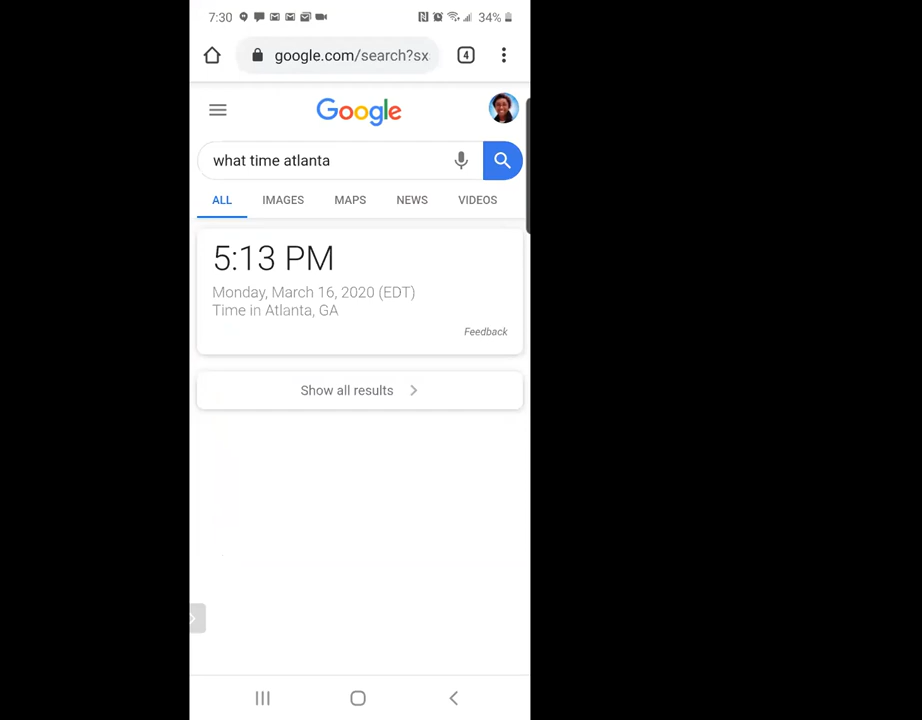 7:30 34%
google.com/search?sx 4
Google
what time atlanta
ALL IMAGES MAPS NEWS VIDEOS
5:13 PM
Monday, March 16, 2020 (EDT)
Time in Atlanta, GA
Feedback
Show all results